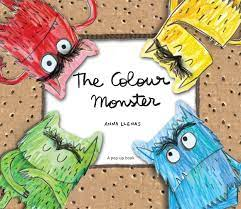 The Colour
Monster
ANNA LLENAS
A pop-up book